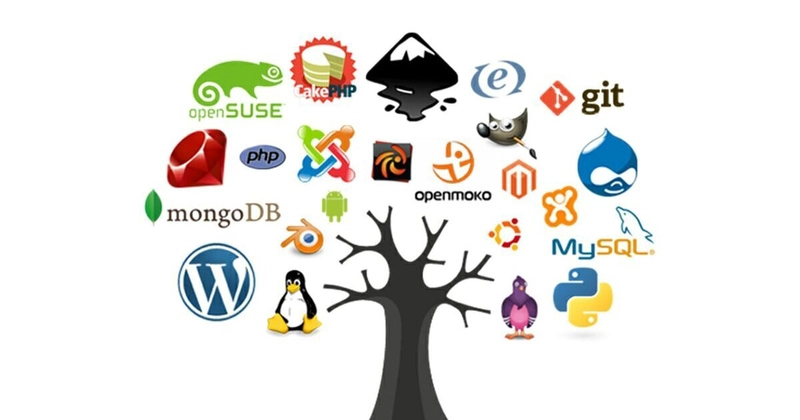 openSUSE
CakePHP
e
git
php
openmoko
mongoDB
MySQL®
W